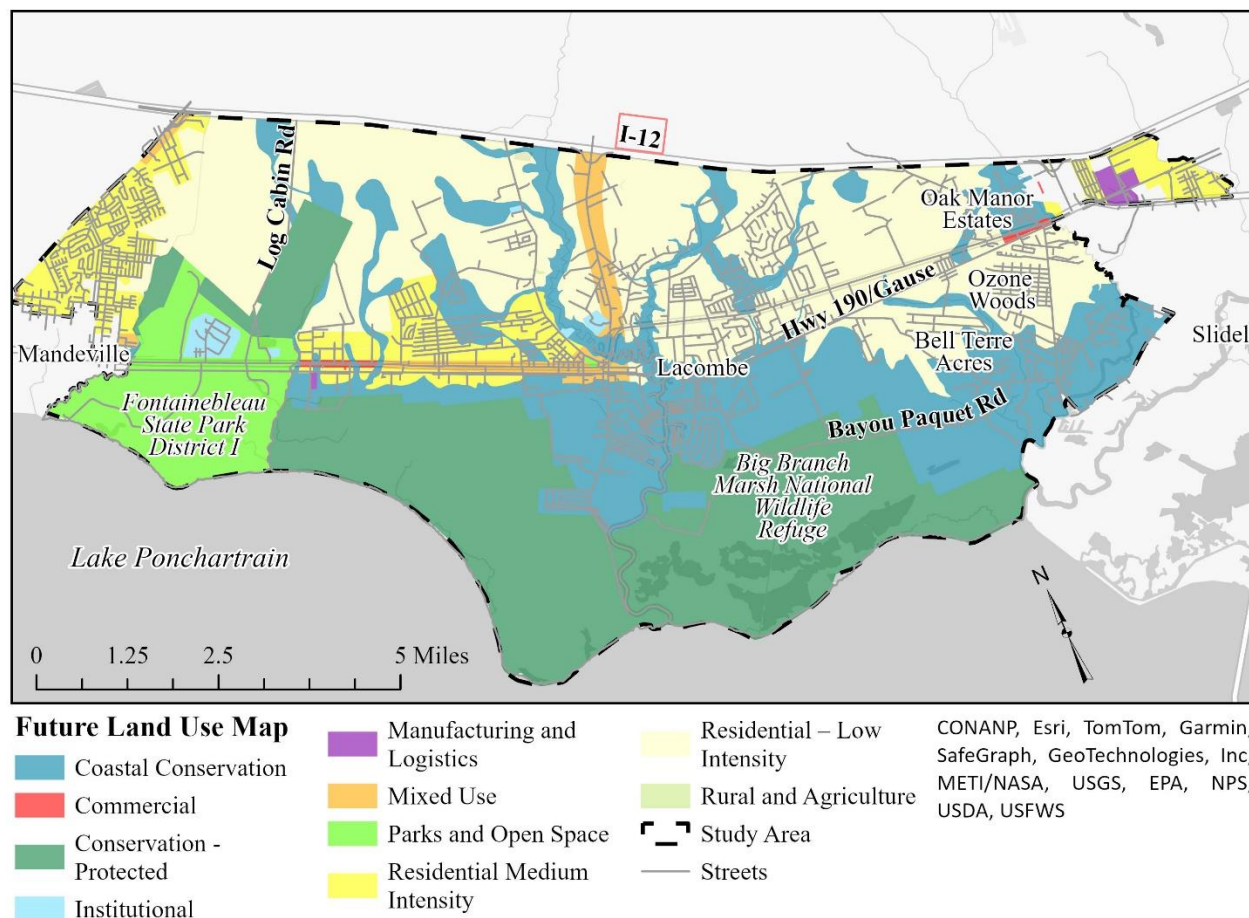 I-12
Log Cabin Rd
Oak Manor
Estates
Hwy 190/Gause
Ozone
Woods
Bell Terre
Acres
Slidel
Mandeville
Lacombe
Fontainebleau
State Park
District I
Bayou Paquet Rd
Big Branch
Marsh National
Wildlife
Refuge
Lake Ponchartrain
N
0 1.25 2.5 5 Miles
Future Land Use Map
Coastal Conservation
Commercial
Conservation -
Protected
Institutional
Manufacturing and
Logistics
Mixed Use
Parks and Open Space
Residential Medium
Intensity
Residential – Low
Intensity
Rural and Agriculture
Study Area
Streets
CONANP, Esri, TomTom, Garmin,
SafeGraph, GeoTechnologies, Inc,
METI/NASA, USGS, EPA, NPS,
USDA, USFWS